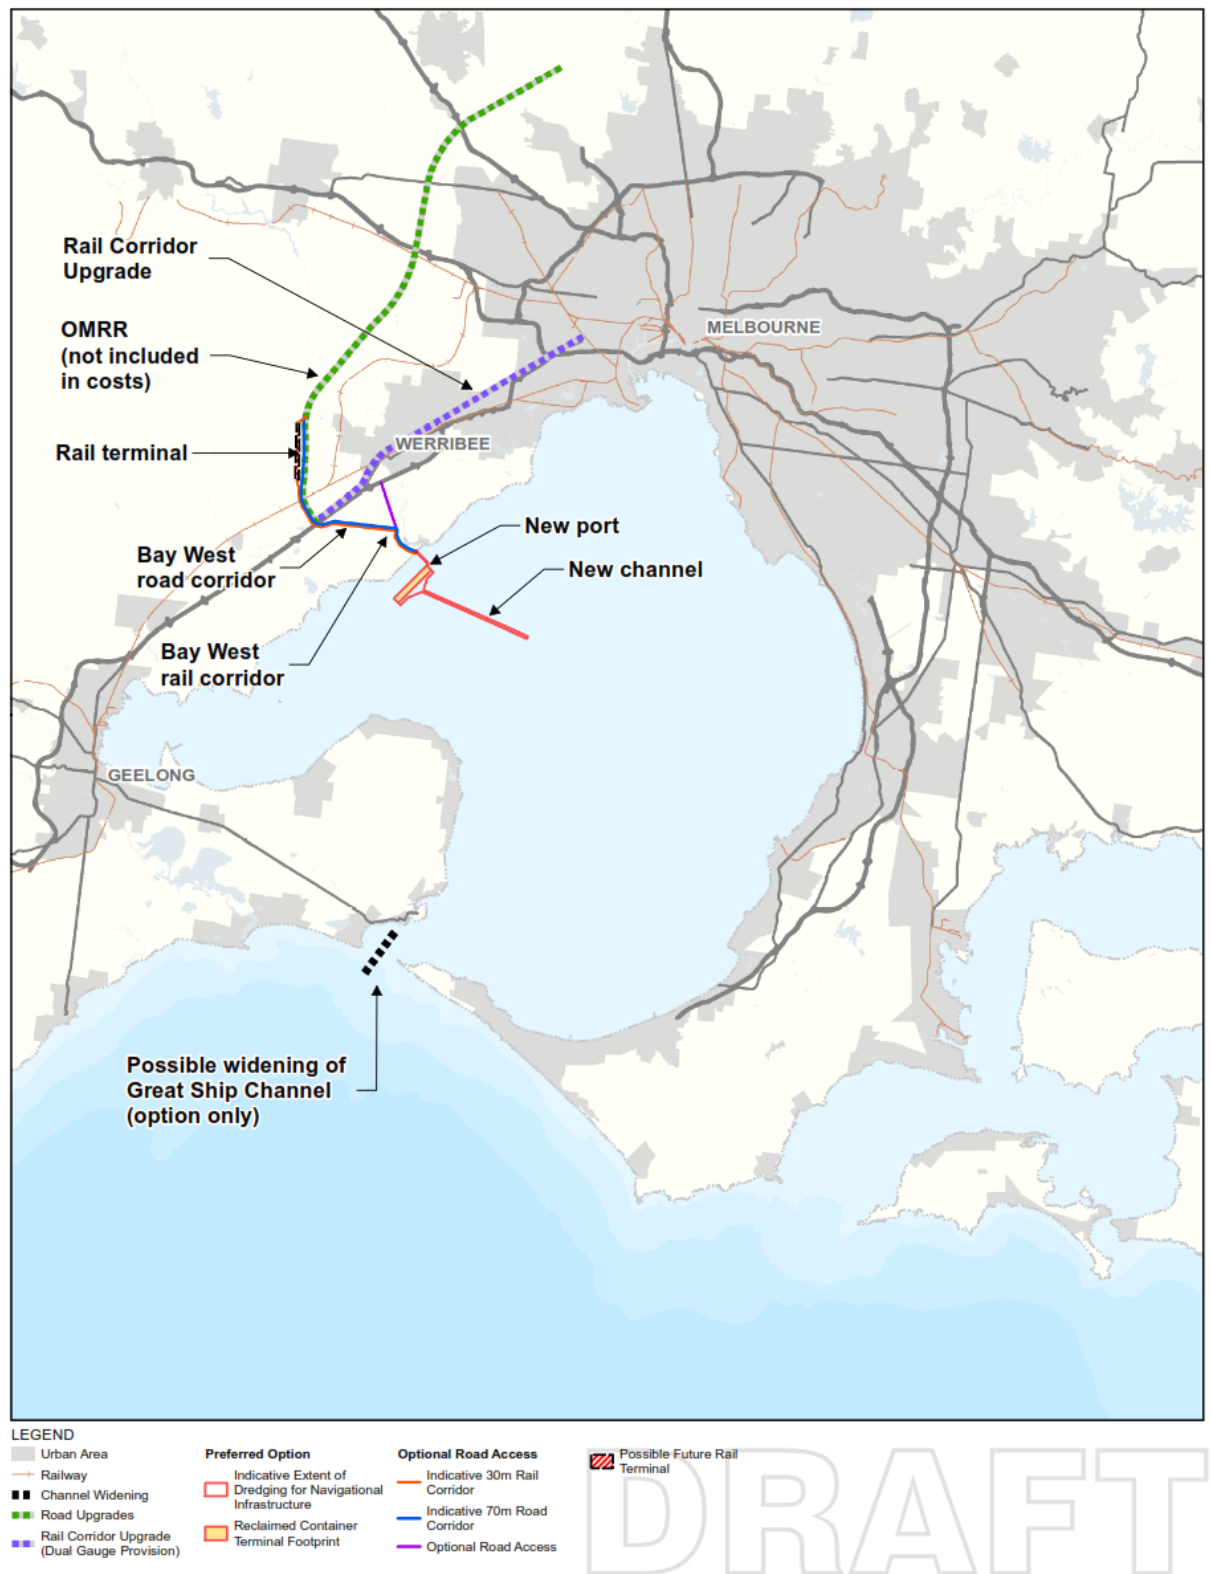 Rail Corridor
Upgrade
OMRR
(not included
in costs)
Rail terminal
MELBOURNE
WERRIBEE
New port
New channel
Bay West
road corridor
Bay West
rail corridor
GEELONG
Possible widening of
Great Ship Channel
(option only)
LEGEND
Urban Area
Railway
Channel Widening
Road Upgrades
Rail Corridor Upgrade
(Dual Gauge Provision)
Preferred Option
Indicative Extent of
Dredging for Navigational
Infrastructure
Reclaimed Container
Terminal Footprint
Optional Road Access
Indicative 30m Rail
Corridor
Indicative 70m Road
Corridor
Optional Road Access
Possible Future Rail
Terminal
DRAFT